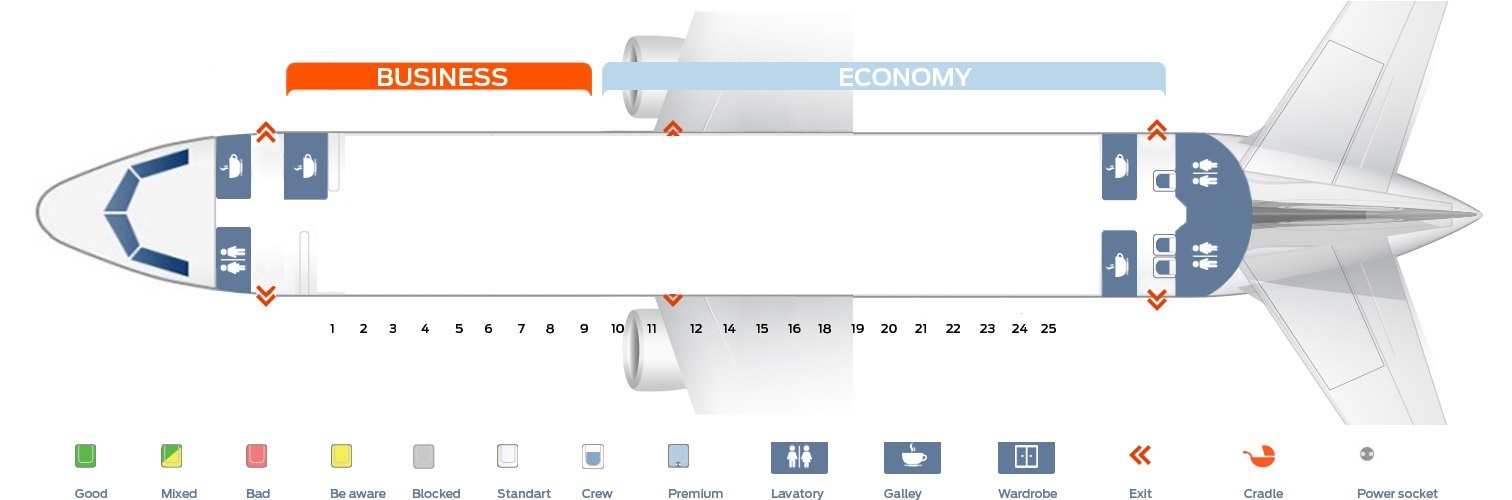 BUSINESS ECONOMY
1 2 3 4 5 6 7 8 9 10 11 12 14 15 16 18 19 20 21 22 23 24 25
Good Mixed Bad Be aware Blocked Standart Crew Premium Lavatory Galley Wardrobe Exit Cradle Power socket